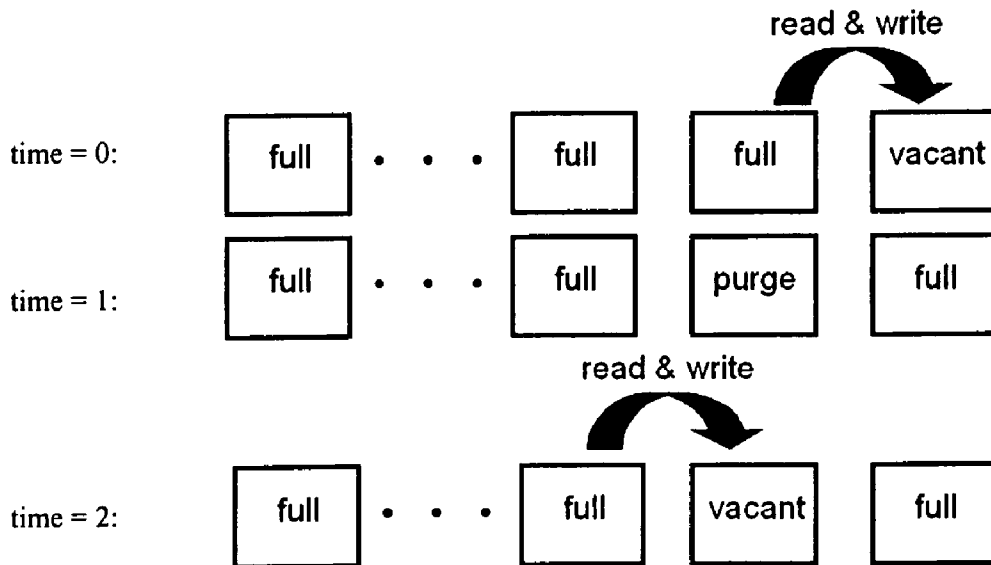 read & write
time = 0: full . . . full full vacant
time = 1: full . . . full purge full
read & write
time = 2: full . . . full vacant full